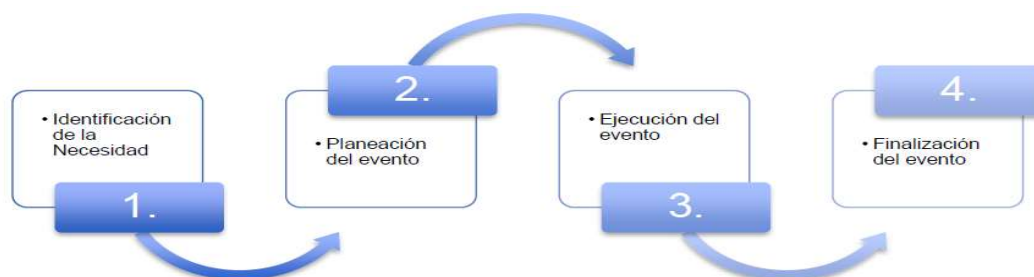 • Identificación
de la
Necesidad
1.
2.
• Planeación
del evento
• Ejecución del
evento
3.
4.
• Finalización
del evento